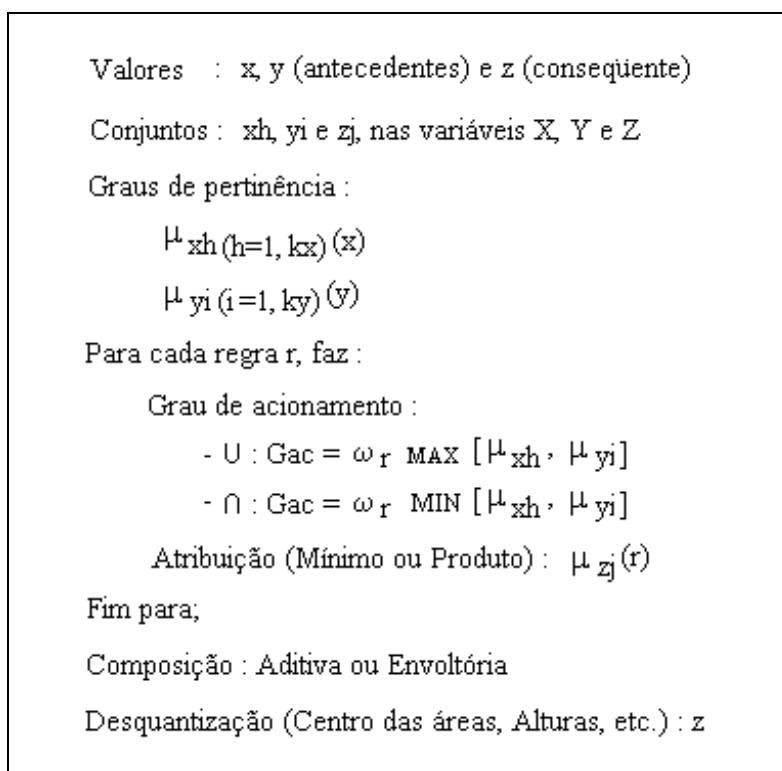 Valores : x, y (antecedentes) e z (conseqüente)
Conjuntos : xh, yi e zj, nas variáveis X, Y e Z
Graus de pertinência :
μ xh (h=1, kx) (x)
μ yi (i=1, ky) (y)
Para cada regra r, faz :
Grau de acionamento :
- ∪ : Gac = ω r MAX [μ xh, μ yi]
- ∩ : Gac = ω r MIN [μ xh, μ yi]
Atribuição (Mínimo ou Produto) : μ zj (r)
Fim para;
Composição : Aditiva ou Envoltória
Desquantização (Centro das áreas, Alturas, etc.) : z